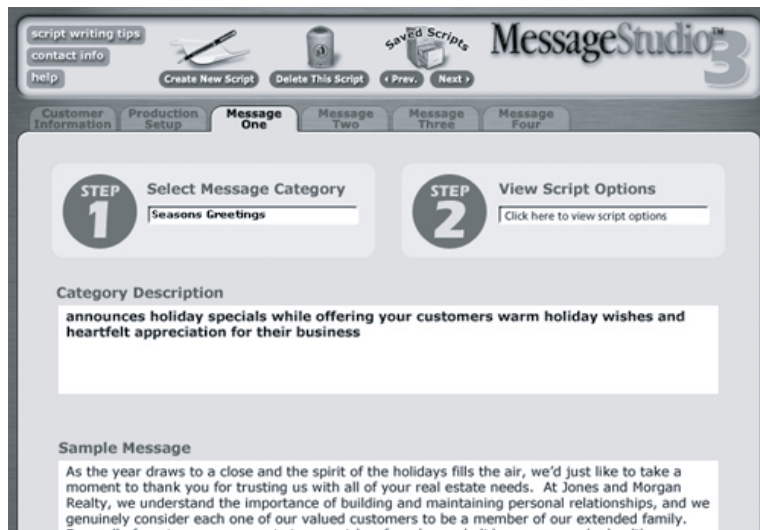 script writing tips
contact info
help
Create New Script
Delete This Script
Saved Scripts
Prev.
Next
MessageStudio™
3
Customer
Information
Production
Setup
Message
One
Message
Two
Message
Three
Message
Four
STEP
1
Select Message Category
Seasons Greetings
STEP
2
View Script Options
Click here to view script options
Category Description
announces holiday specials while offering your customers warm holiday wishes and
heartfelt appreciation for their business
Sample Message
As the year draws to a close and the spirit of the holidays fills the air, we'd just like to take a
moment to thank you for trusting us with all of your real estate needs. At Jones and Morgan
Realty, we understand the importance of building and maintaining personal relationships, and we
genuinely consider each one of our valued customers to be a member of our extended family.